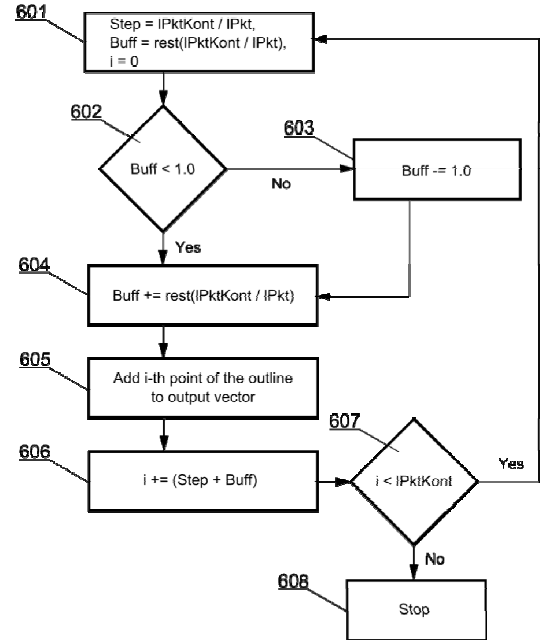 601
Step = lPktKont / lPkt,
Buff = rest(lPktKont / lPkt),
i = 0
602
Buff < 1.0
No
603
Buff -= 1.0
Yes
604
Buff += rest(lPktKont / lPkt)
605
Add i-th point of the outline
to output vector
606
i += (Step + Buff)
607
i < lPktKont
Yes
No
608
Stop